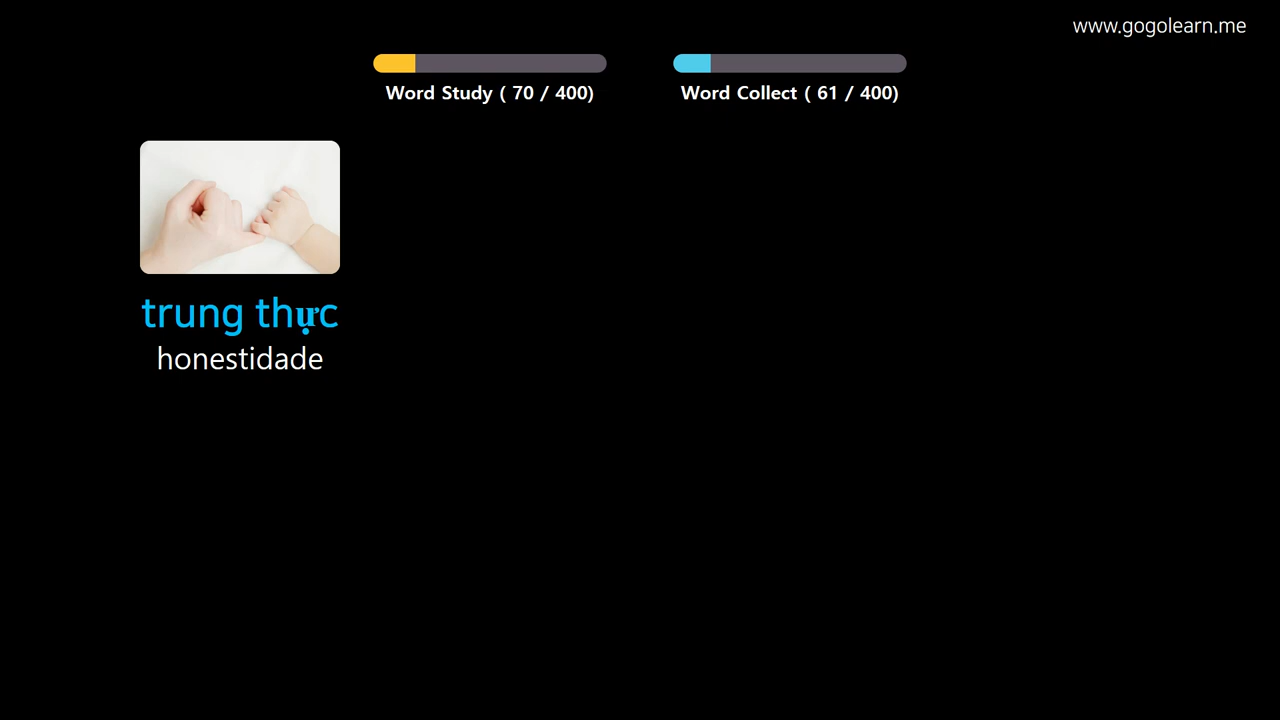 www.gogolearn.me
Word Study ( 70 / 400)
Word Collect ( 61 / 400)
trung thực
honestidade